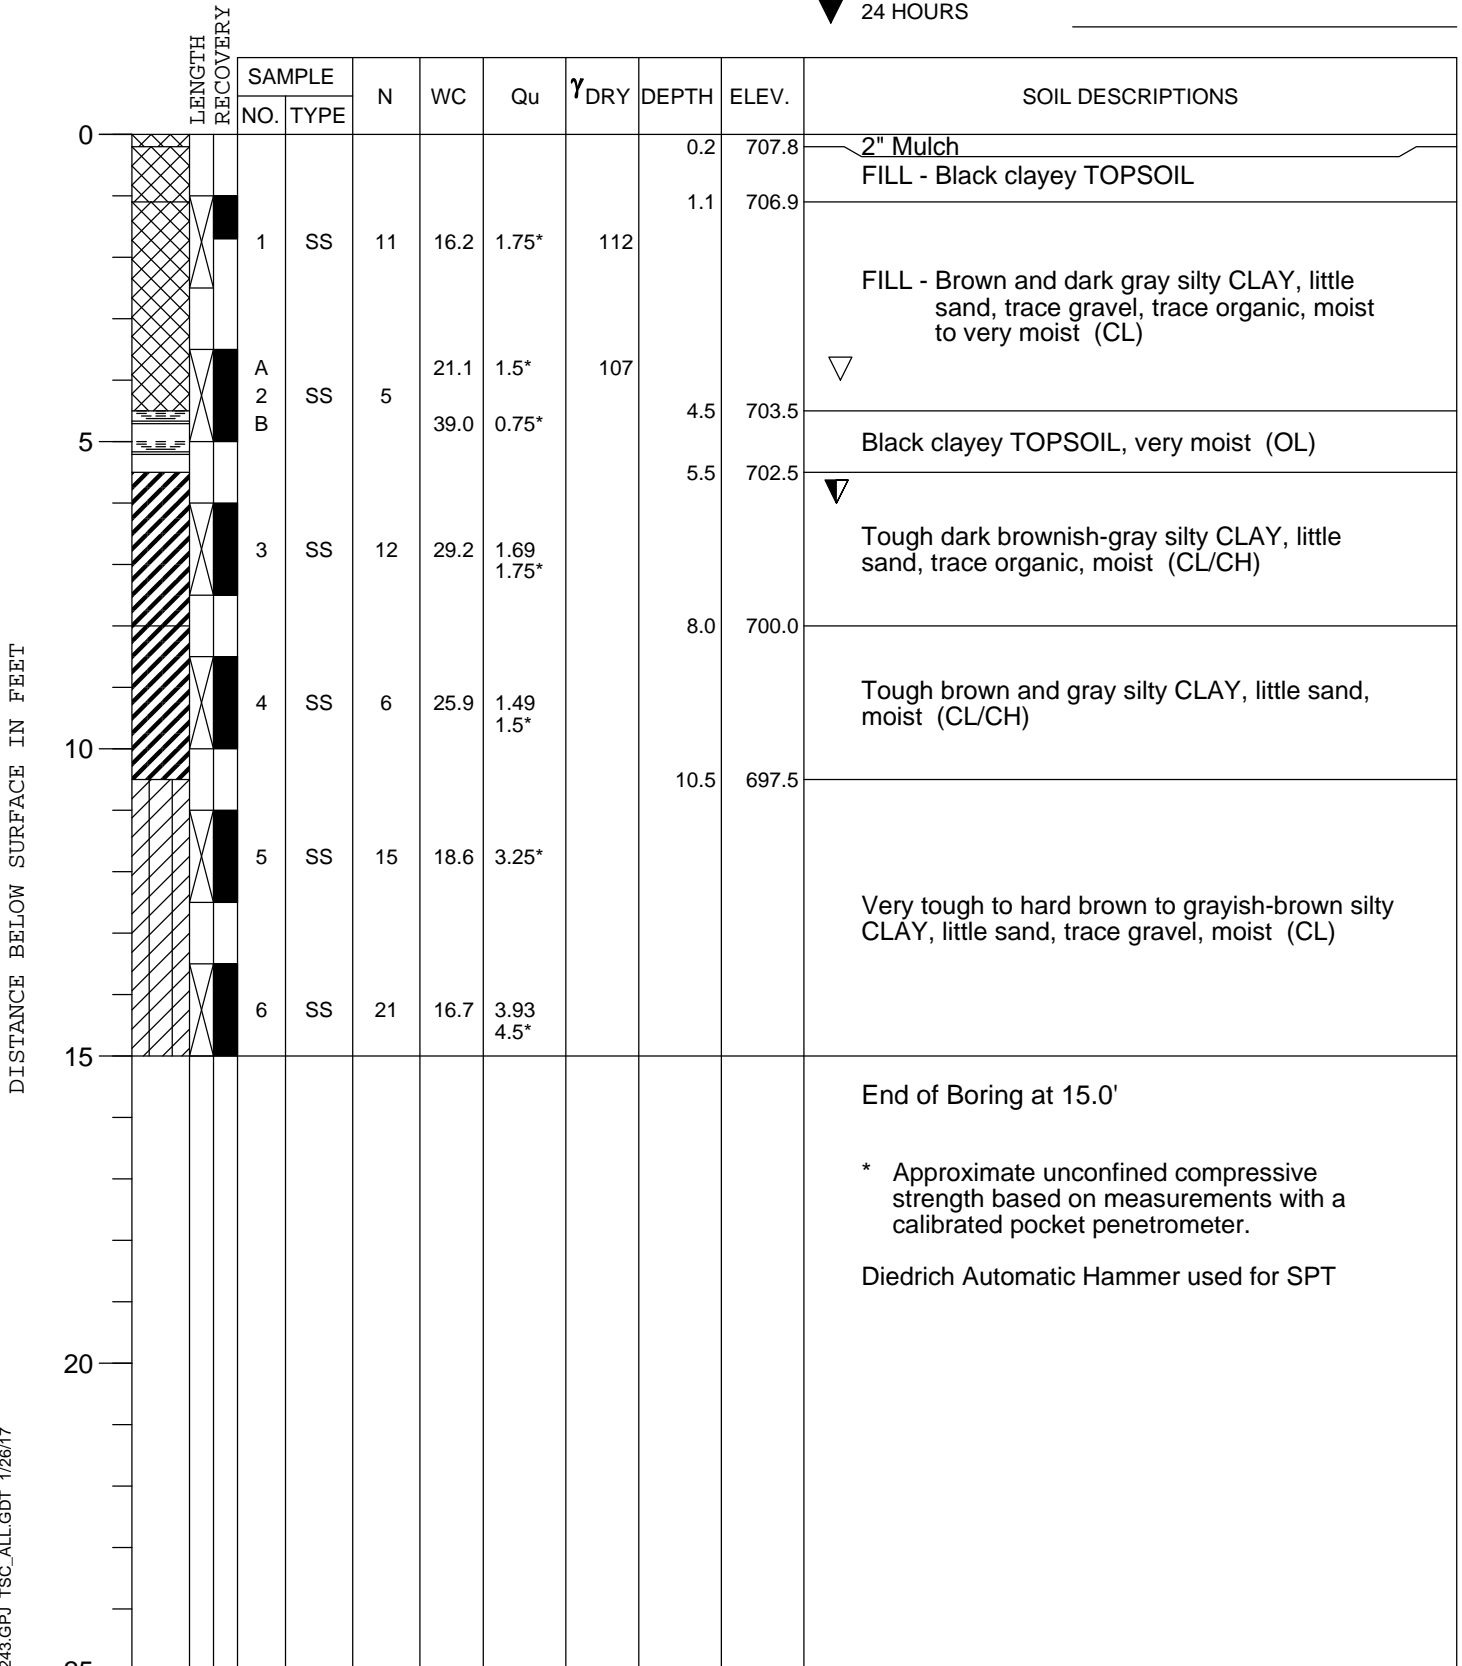 24 HOURS
LENGTH
RECOVERY
SAMPLE
NO. TYPE N WC Qu γDRY DEPTH ELEV. SOIL DESCRIPTIONS
0
0.2 707.8 2" Mulch
FILL - Black clayey TOPSOIL
1.1 706.9
1 SS 11 16.2 1.75* 112
FILL - Brown and dark gray silty CLAY, little
sand, trace gravel, trace organic, moist
to very moist (CL)
A 21.1 1.5* 107
2 SS 5
4.5 703.5
B 39.0 0.75*
5
Black clayey TOPSOIL, very moist (OL)
5.5 702.5
Tough dark brownish-gray silty CLAY, little
3 SS 12 29.2 1.69
sand, trace organic, moist (CL/CH)
1.75*
8.0 700.0
Tough brown and gray silty CLAY, little sand,
4 SS 6 25.9 1.49
moist (CL/CH)
1.5*
10
10.5 697.5
5 SS 15 18.6 3.25*
Very tough to hard brown to grayish-brown silty
CLAY, little sand, trace gravel, moist (CL)
6 SS 21 16.7 3.93
4.5*
15
End of Boring at 15.0'
* Approximate unconfined compressive
strength based on measurements with a
calibrated pocket penetrometer.
Diedrich Automatic Hammer used for SPT
20
DISTANCE BELOW SURFACE IN FEET
243.GPJ TSC_ALL.GDT 1/26/17